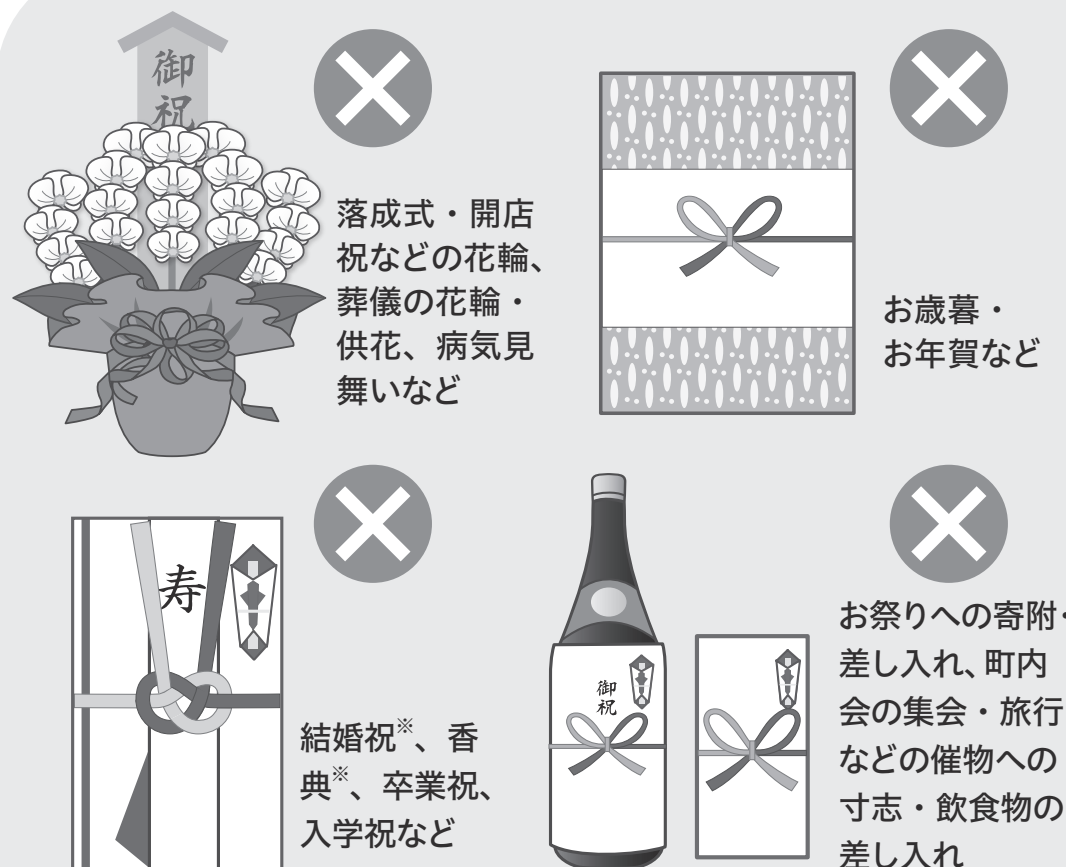 御
祝
落成式・開店
祝などの花輪、
葬儀の花輪・
供花、病気見
舞いなど
お歳暮・
お年賀など
寿
結婚祝※、香
典※、卒業祝、
入学祝など
御
祝
お祭りへの寄附・
差し入れ、町内
会の集会・旅行
などの催物への
寸志・飲食物の
差し入れ